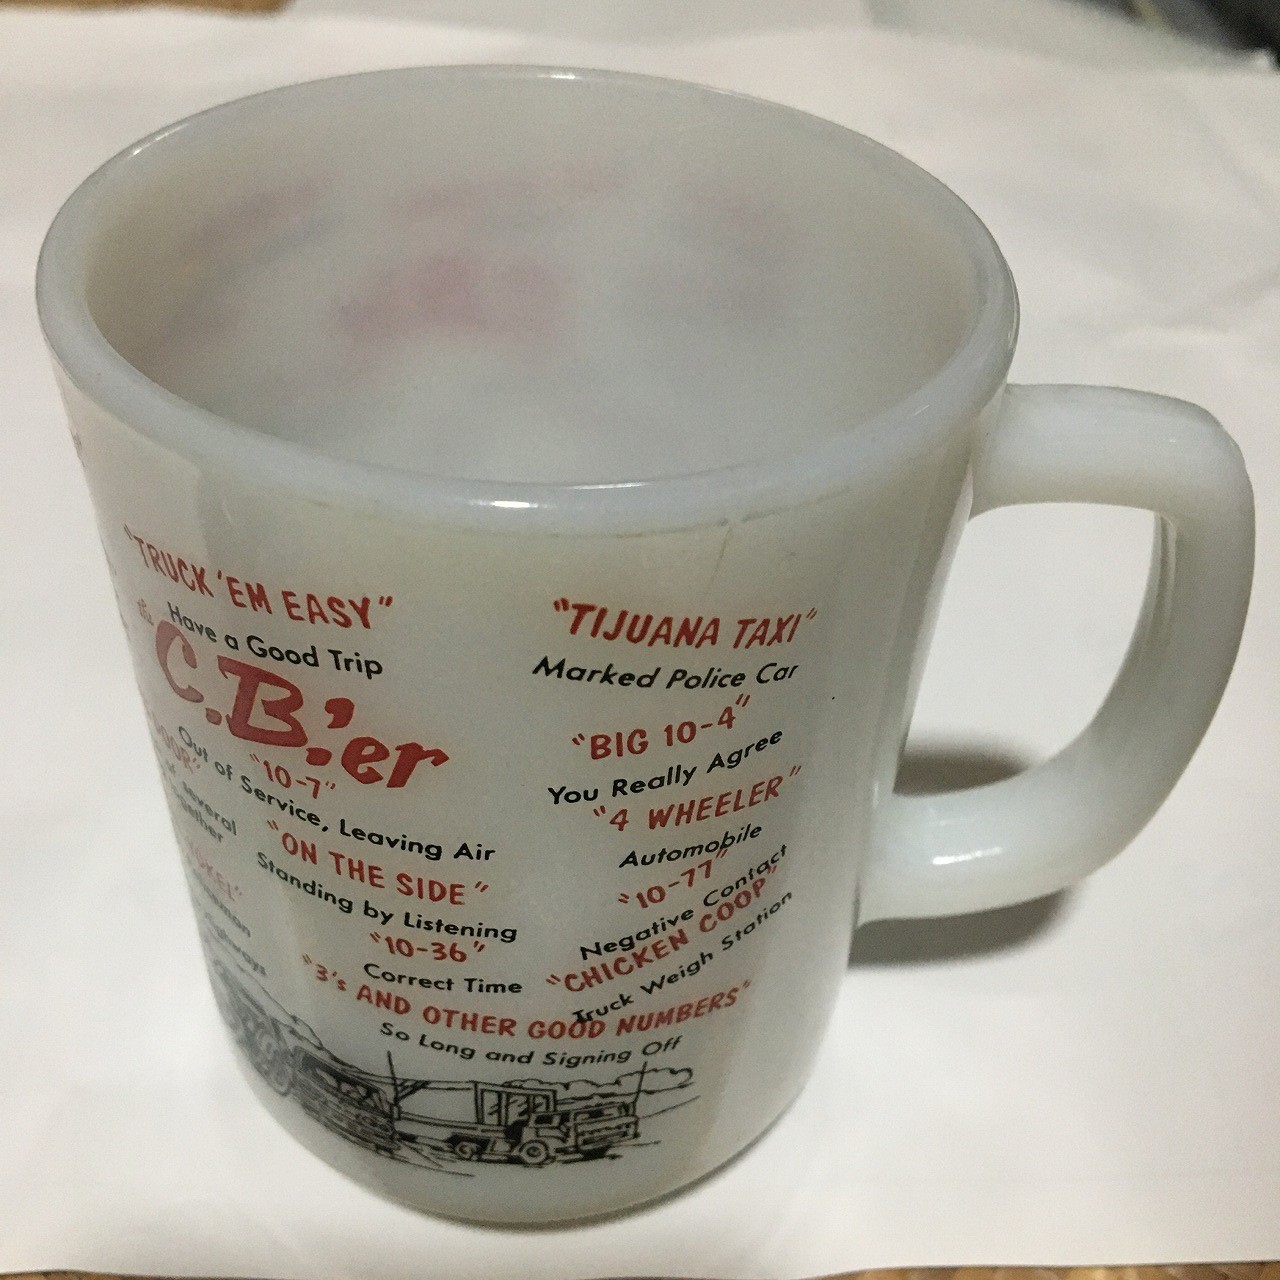 "TRUCK 'EM EASY"
Have a Good Trip
C.B.'er
"10-7"
Out of Service, Leaving Air
"ON THE SIDE"
Standing by Listening
"10-36"
Correct Time
"3's AND OTHER GOOD NUMBERS"
So Long and Signing Off
"TIJUANA TAXI"
Marked Police Car
"BIG 10-4"
You Really Agree
"4 WHEELER"
Automobile
"10-77"
Negative Contact
"CHICKEN COOP"
Truck Weigh Station
several